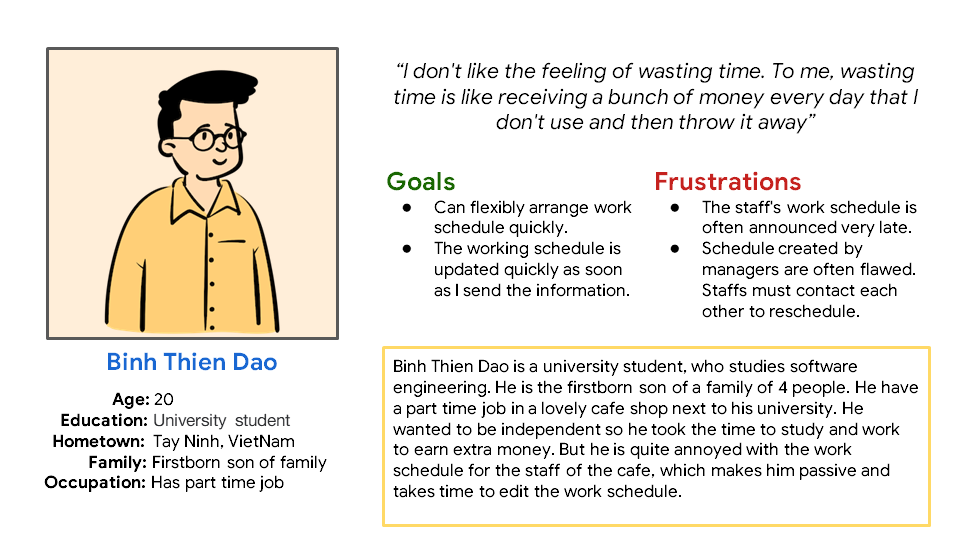 “I don't like the feeling of wasting time. To me, wasting
time is like receiving a bunch of money every day that I
don't use and then throw it away”
Goals
● Can flexibly arrange work
schedule quickly.
● The working schedule is
updated quickly as soon
as I send the information.
Frustrations
● The staff's work schedule is
often announced very late.
● Schedule created by
managers are often flawed.
Staffs must contact each
other to reschedule.
Binh Thien Dao
Age: 20
Education: University student
Hometown: Tay Ninh, VietNam
Family: Firstborn son of family
Occupation: Has part time job
Binh Thien Dao is a university student, who studies software
engineering. He is the firstborn son of a family of 4 people. He have
a part time job in a lovely cafe shop next to his university. He
wanted to be independent so he took the time to study and work
to earn extra money. But he is quite annoyed with the work
schedule for the staff of the cafe, which makes him passive and
takes time to edit the work schedule.